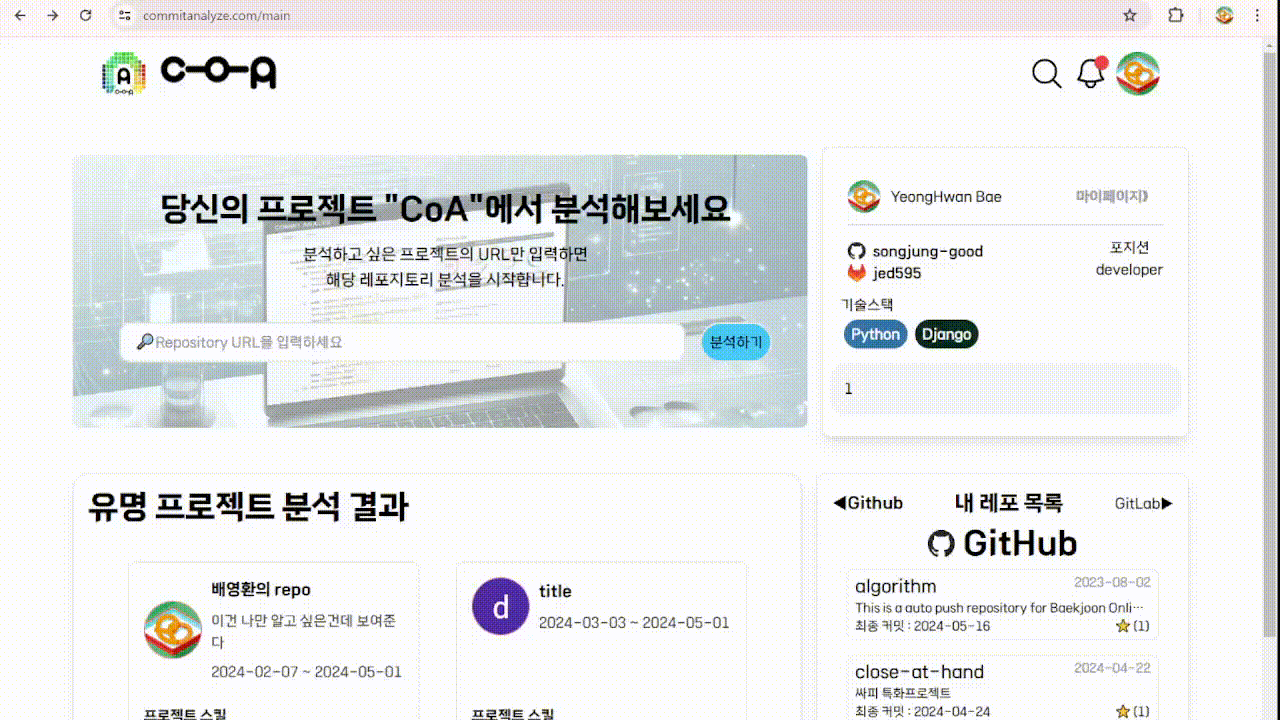 commitanalyze.com/main
A
C-O-A
C-O-A
당신의 프로젝트 "CoA"에서 분석해보세요
분석하고 싶은 프로젝트의 URL만 입력하면
해당 레포지토리 분석을 시작합니다.
Repository URL을 입력하세요
분석하기
YeongHwan Bae
마이페이지》
songjung-good
jed595
포지션
developer
기술스택
Python
Django
1
유명 프로젝트 분석 결과
배영환의 repo
이건 나만 알고 싶은건데 보여준
다
2024-02-07 ~ 2024-05-01
프로젝트 스킬
d
title
2024-03-03 ~ 2024-05-01
프로젝트 스킬
◀Github
내 레포 목록
GitLab▶
GitHub
algorithm
2023-08-02
This is a auto push repository for Baekjoon Onli…
최종 커밋 : 2024-05-16
(1)
close-at-hand
2024-04-22
싸피 특화프로젝트
최종 커밋 : 2024-04-24
(1)